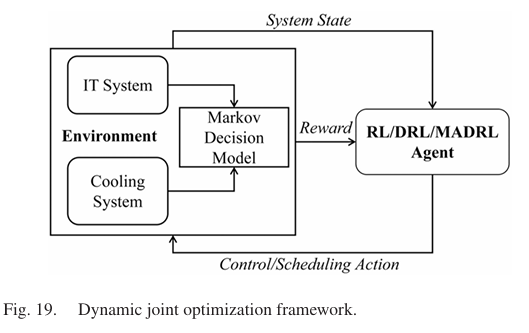 System State
IT System
Environment
Markov
Decision
Model
Reward
RL/DRL/MADRL
Agent
Cooling
System
Control/Scheduling Action
Fig. 19. Dynamic joint optimization framework.